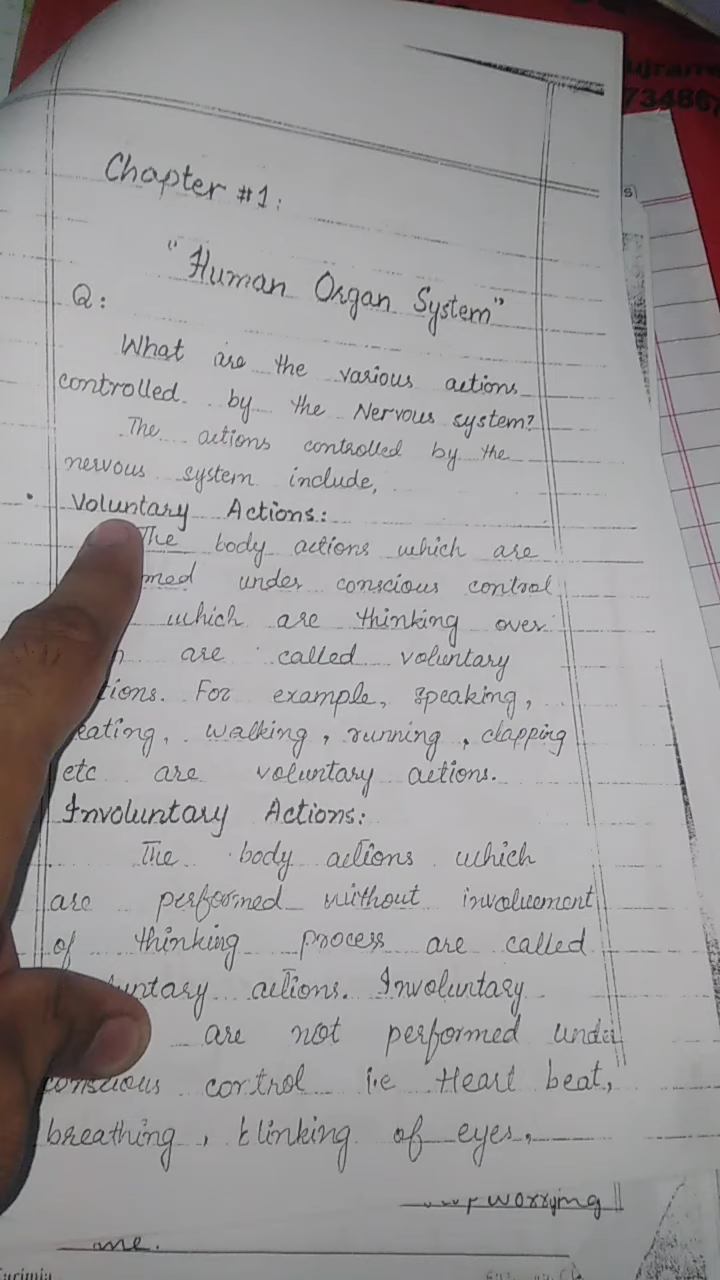 ujranw
73486
s)
Chapter #1:
"Human Organ System"
Q:
What are the various actions
controlled by the Nervous system?
The actions controlled by the
nervous system include,
• Voluntary Actions:
The body actions which are
med under conscious control
which are thinking over
are called voluntary
tions. For example, speaking,
eating, walking, running, clapping
etc are voluntary actions.
Involuntary Actions:
The body actions which
are performed without involvement
of thinking process are called
untary actions. Involuntary
are not performed under
conscious control i.e Heart beat,
breathing, blinking of eyes,
worrying
me.